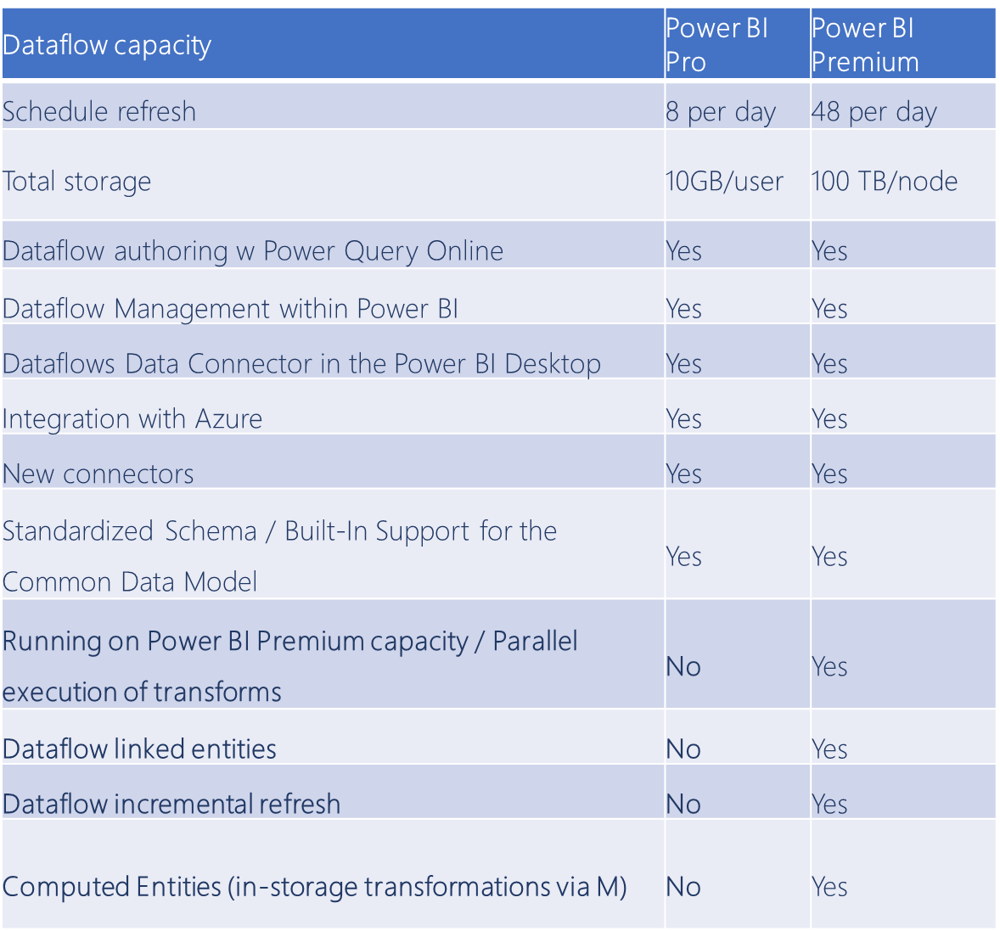 Dataflow capacity
Power BI
Pro
Power BI
Premium
Schedule refresh
8 per day
48 per day
Total storage
10GB/user
100 TB/node
Dataflow authoring w Power Query Online
Yes
Yes
Dataflow Management within Power BI
Yes
Yes
Dataflows Data Connector in the Power BI Desktop
Yes
Yes
Integration with Azure
Yes
Yes
New connectors
Yes
Yes
Standardized Schema / Built-In Support for the
Common Data Model
Yes
Yes
Running on Power BI Premium capacity / Parallel
execution of transforms
No
Yes
Dataflow linked entities
No
Yes
Dataflow incremental refresh
No
Yes
Computed Entities (in-storage transformations via M)
No
Yes